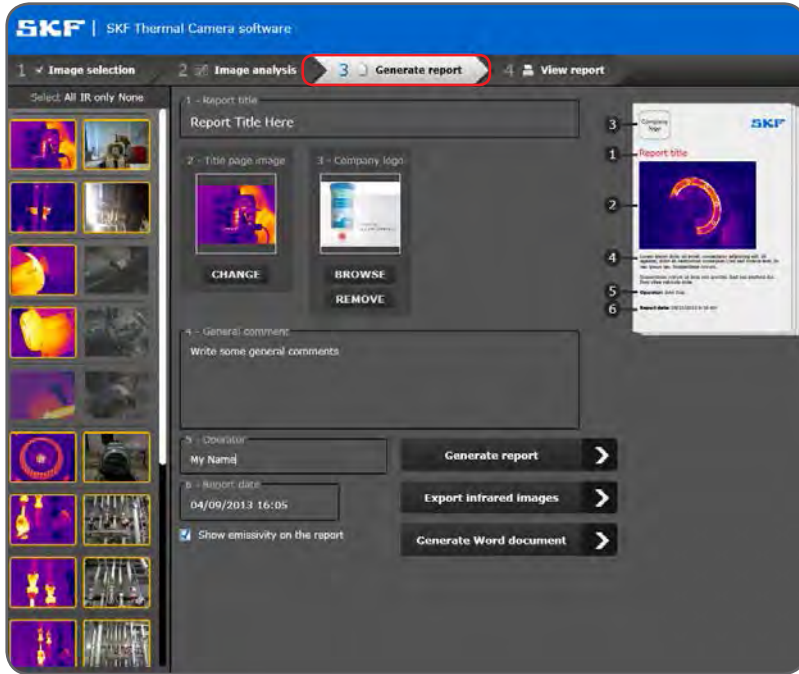 SKF | SKF Thermal Camera software
1 Image selection
2 Image analysis
3 Generate report
4 View report
Select All IR only None
1 - Report title
Report Title Here
2 - Title page image
3 - Company logo
CHANGE
BROWSE
REMOVE
4 - General comment
Write some general comments
5 - Operator
My Name
6 - Report date
04/09/2013 16:05
Show emissivity on the report
Generate report
Export infrared images
Generate Word document
3
Company
logo
SKF
1
Report title
2
4
5
6
Report date: